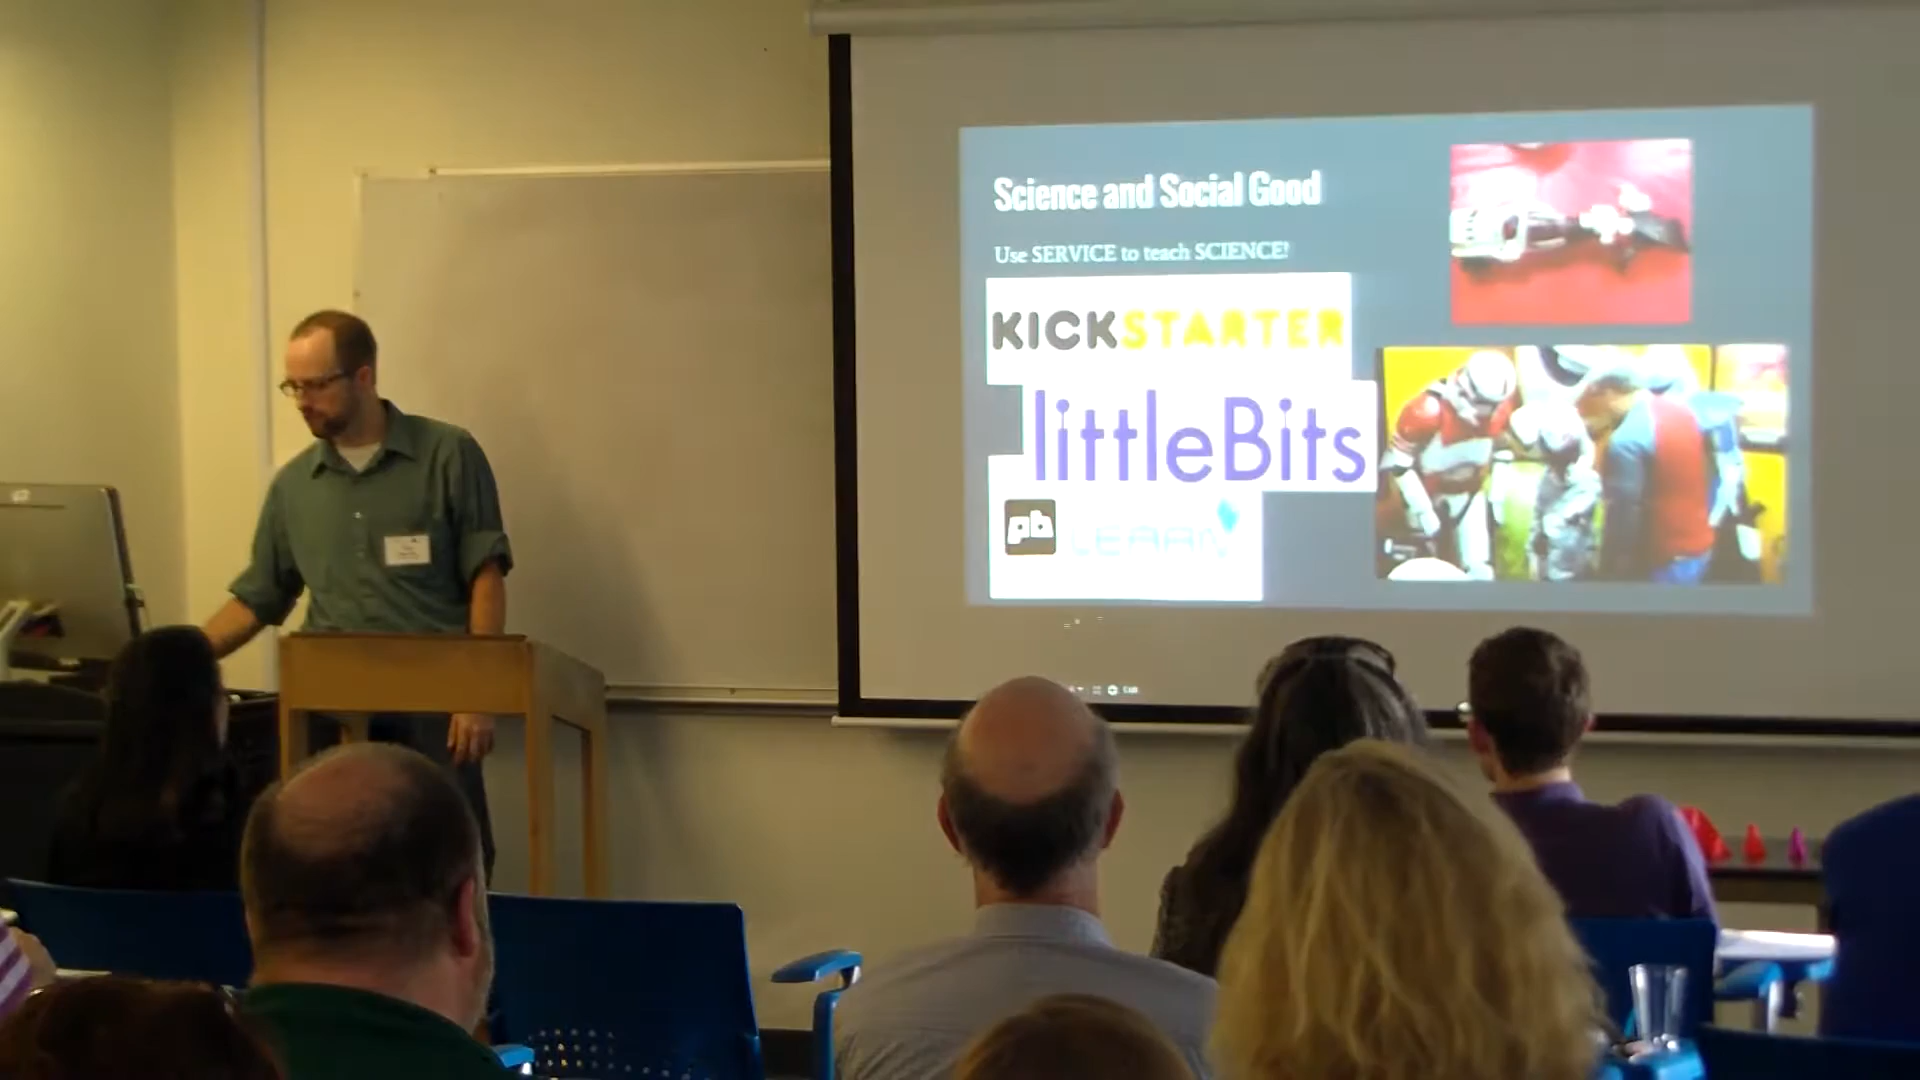 Science and Social Good
Use SERVICE to teach SCIENCE!
KICKSTARTER
littleBits
pb LEARN